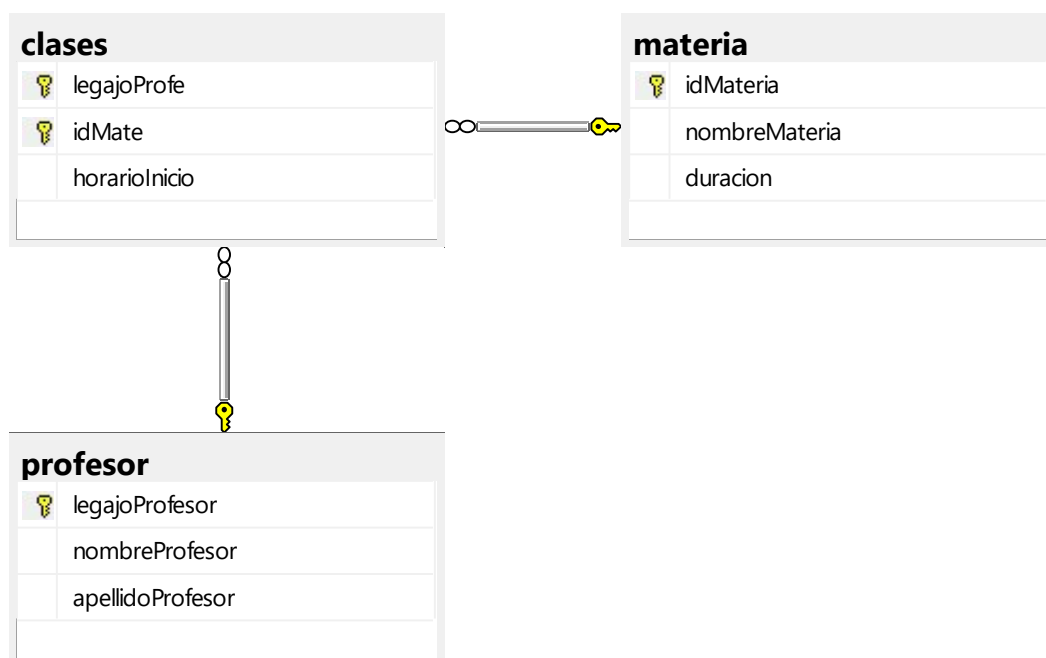 clases
legajoProfe
idMate
horarioInicio
materia
idMateria
nombreMateria
duracion
profesor
legajoProfesor
nombreProfesor
apellidoProfesor